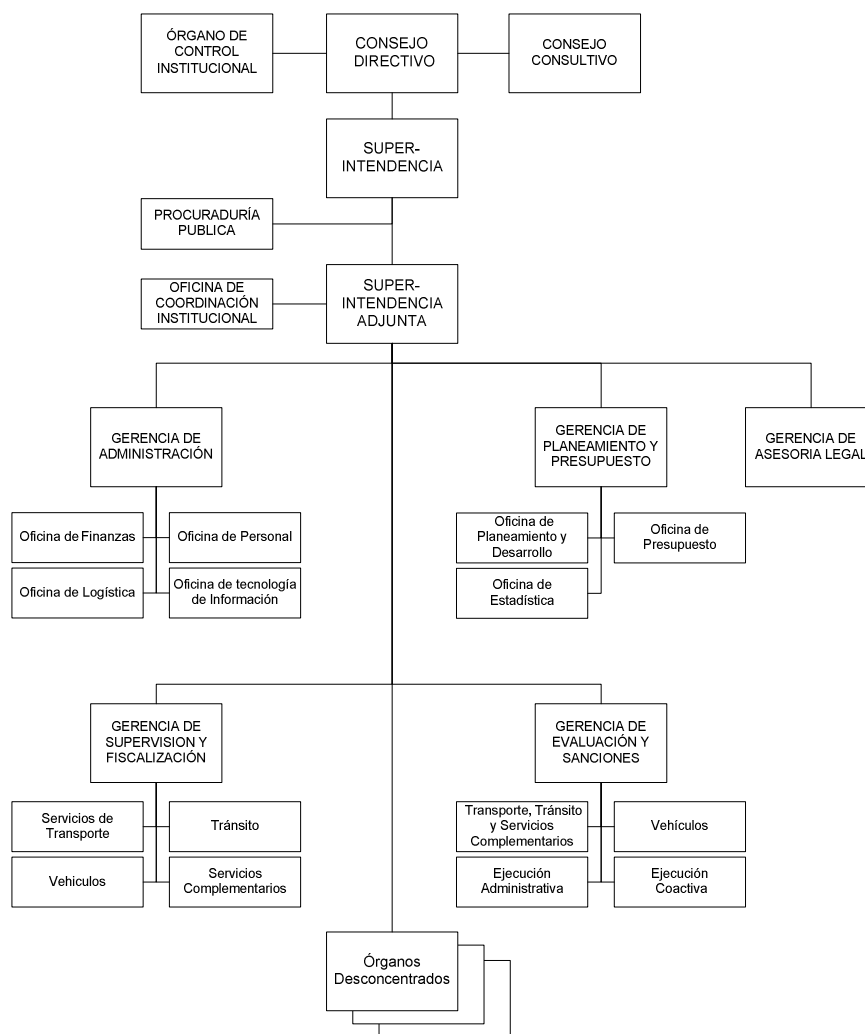 ÓRGANO DE
CONTROL
INSTITUCIONAL
CONSEJO
DIRECTIVO
CONSEJO
CONSULTIVO
SUPER-
INTENDENCIA
PROCURADURÍA
PUBLICA
OFICINA DE
COORDINACIÓN
INSTITUCIONAL
SUPER-
INTENDENCIA
ADJUNTA
GERENCIA DE
ADMINISTRACIÓN
GERENCIA DE
PLANEAMIENTO Y
PRESUPUESTO
GERENCIA DE
ASESORIA LEGAL
Oficina de Finanzas
Oficina de Personal
Oficina de Logística
Oficina de tecnología
de Información
Oficina de
Planeamiento y
Desarrollo
Oficina de
Presupuesto
Oficina de
Estadística
GERENCIA DE
SUPERVISION Y
FISCALIZACIÓN
GERENCIA DE
EVALUACIÓN Y
SANCIONES
Servicios de
Transporte
Tránsito
Vehiculos
Servicios
Complementarios
Transporte, Tránsito
y Servicios
Complementarios
Vehículos
Ejecución
Administrativa
Ejecución
Coactiva
Órganos
Desconcentrados